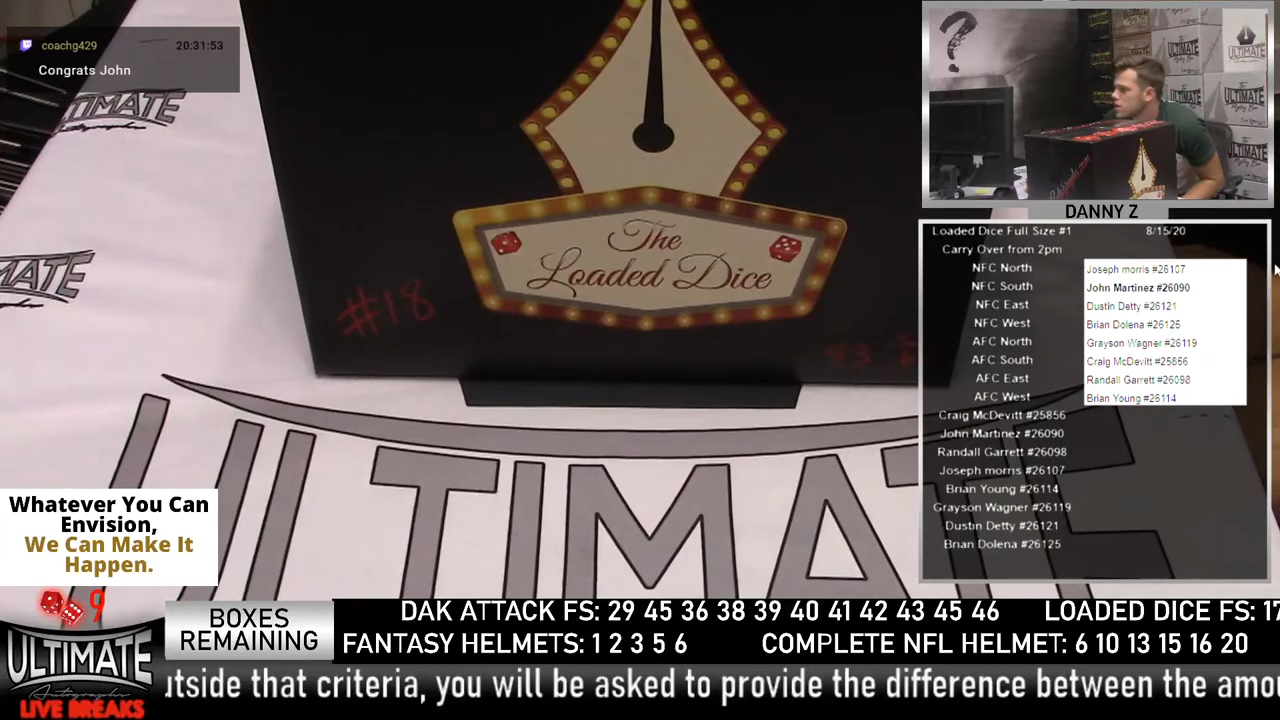 coachg429 20:31:53
Congrats John
TIMATE
MATE
#18
The
Loaded Dice
ULTIMATE
?
ULTIMATE
DANNY Z
Loaded Dice Full Size #1 8/15/20
Carry Over from 2pm
NFC North Joseph morris #26107
NFC South John Martinez #26090
NFC East Dustin Detty #26121
NFC West Brian Dolena #26125
AFC North Grayson Wagner #26119
AFC South Craig McDevitt #25856
AFC East Randall Garrett #26098
AFC West Brian Young #26114
Craig McDevitt #25856
John Martinez #26090
Randall Garrett #26098
Joseph morris #26107
Brian Young #26114
Grayson Wagner #26119
Dustin Detty #26121
Brian Dolena #26125
Whatever You Can
Envision,
We Can Make It
Happen.
9
ULTIMATE
Autographs
LIVE BREAKS
BOXES
REMAINING
DAK ATTACK FS: 29 45 36 38 39 40 41 42 43 45 46 LOADED DICE FS: 17
FANTASY HELMETS: 1 2 3 5 6 COMPLETE NFL HELMET: 6 10 13 15 16 20
utside that criteria, you will be asked to provide the difference between the amou